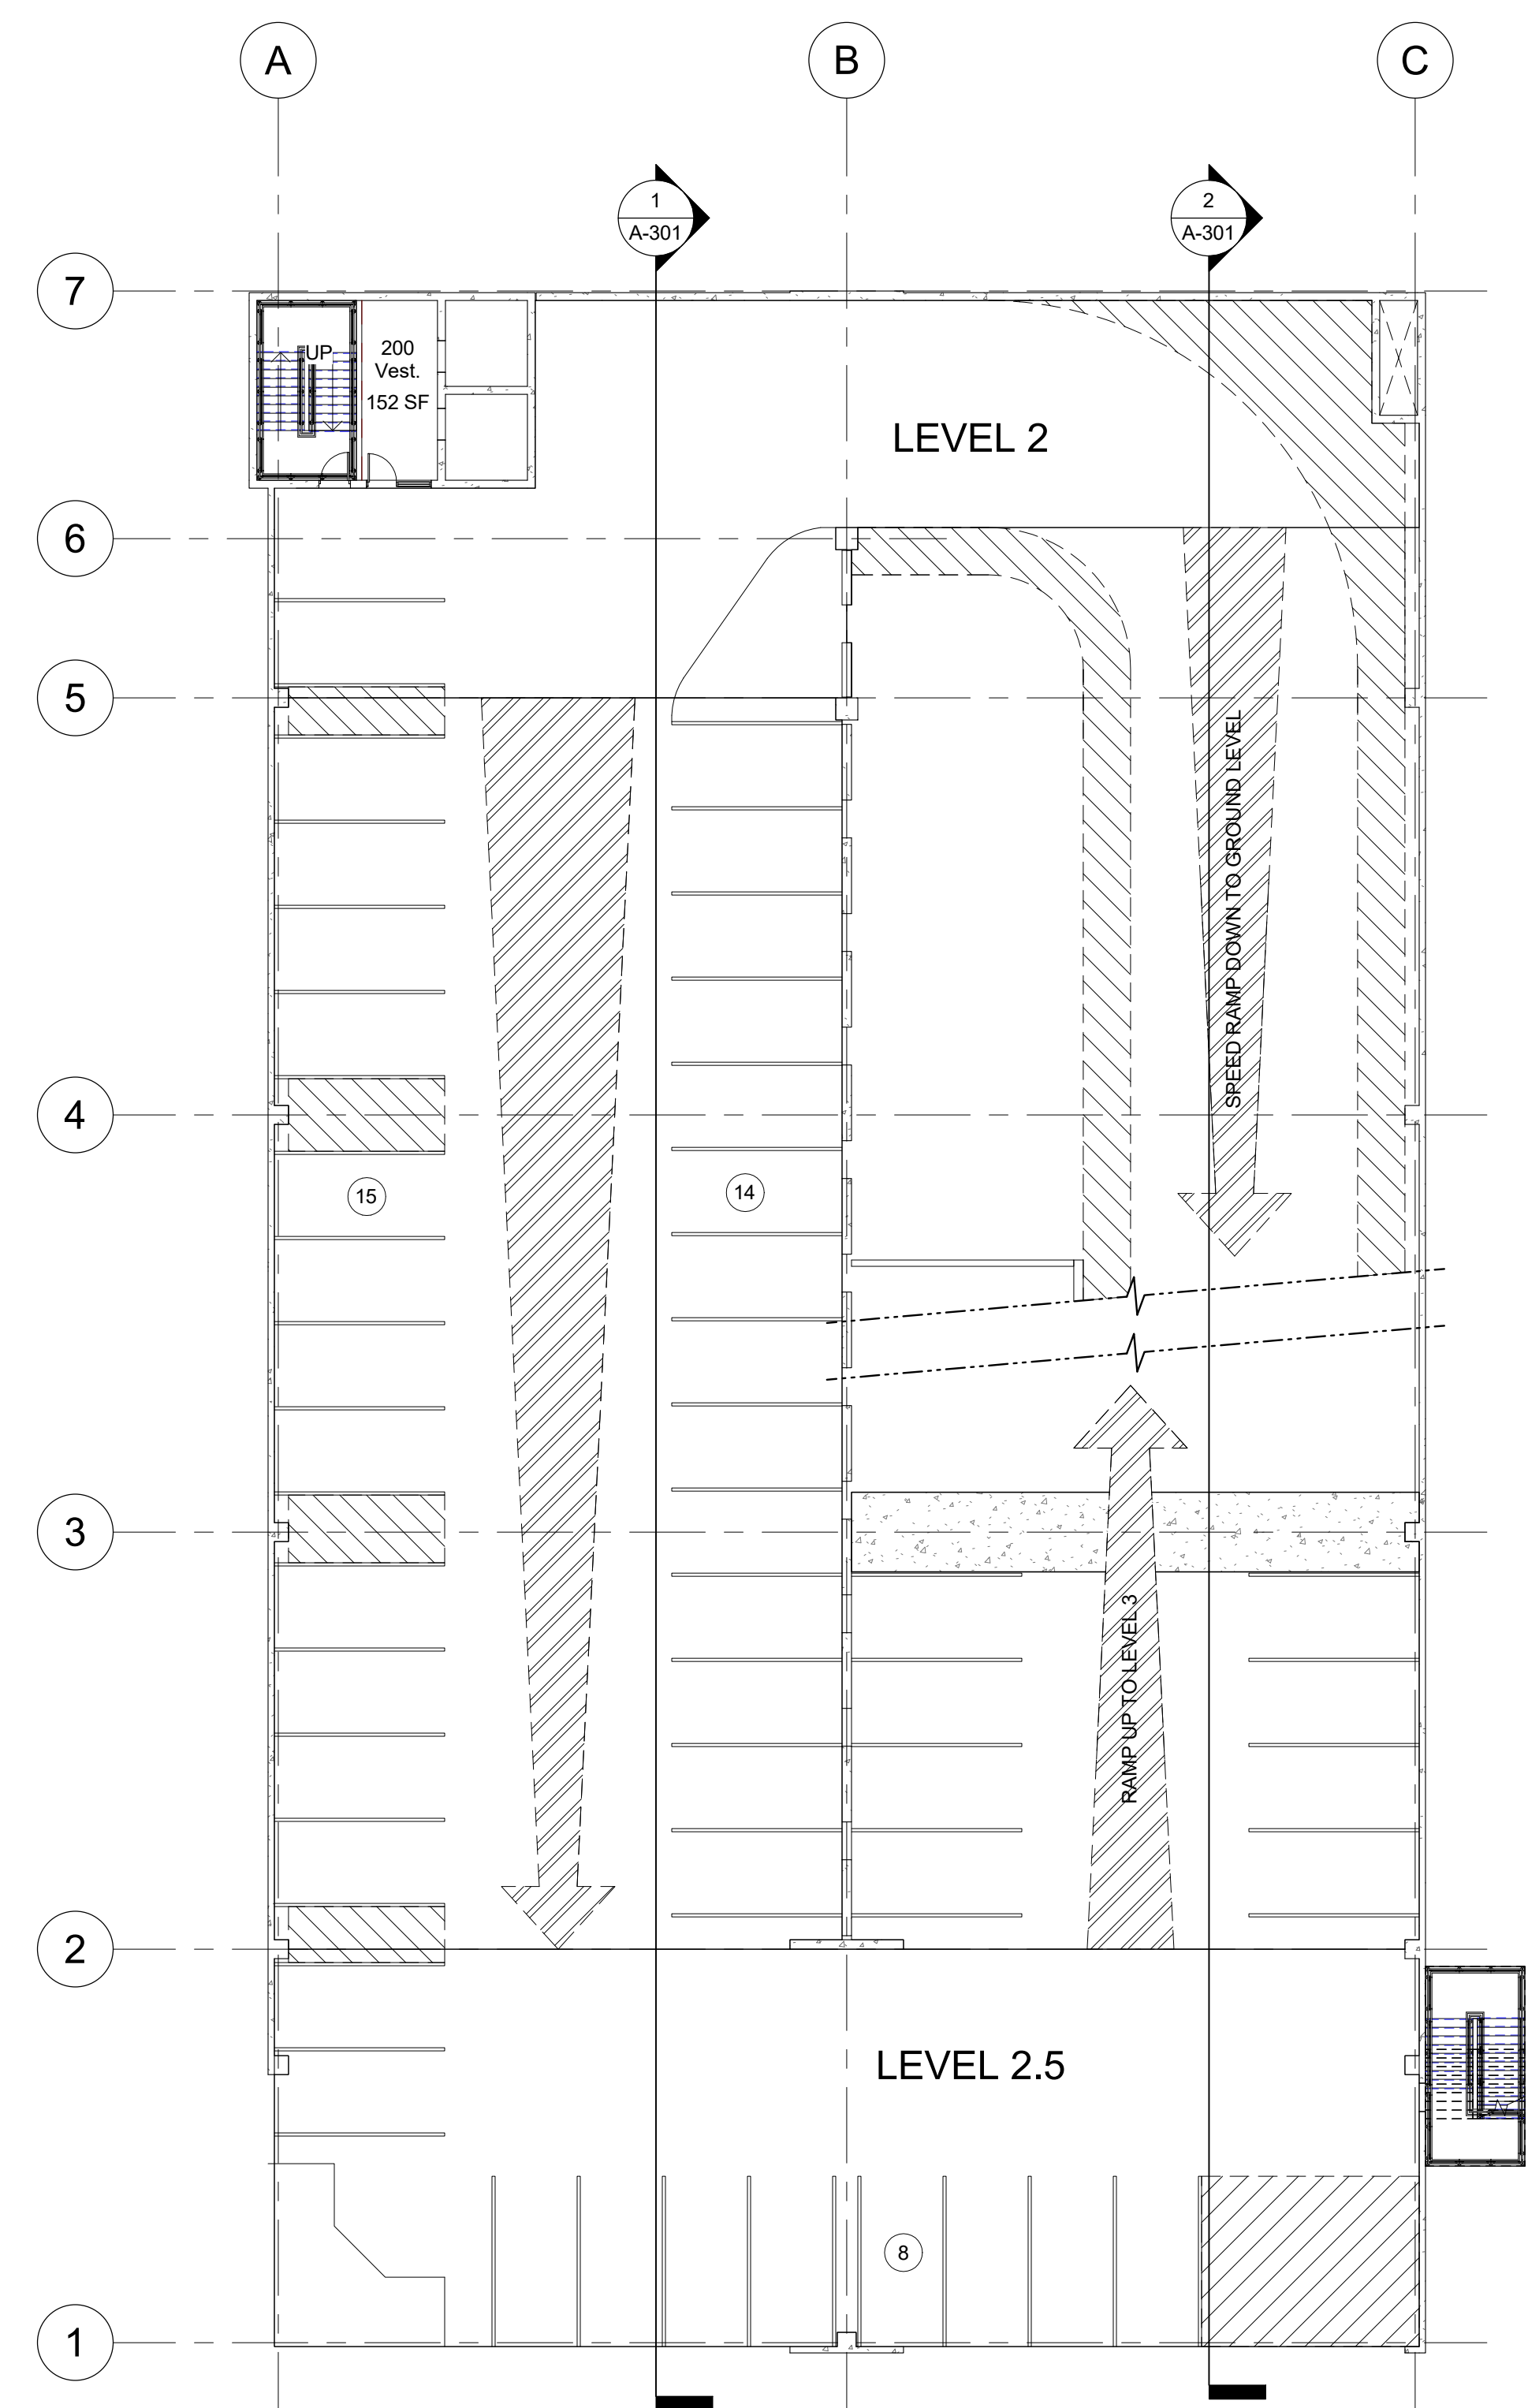 A
B
C
1
A-301
2
A-301
7
UP
200
Vest.
152 SF
LEVEL 2
6
5
SPEED RAMP DOWN TO GROUND LEVEL
4
15
14
3
RAMP UP TO LEVEL 3
2
LEVEL 2.5
8
1